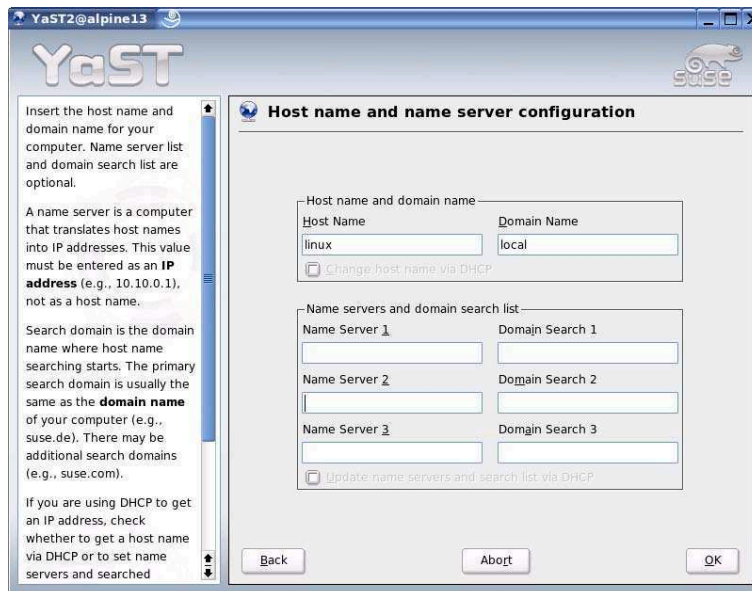 YaST2@alpine13
YaST
suse
Insert the host name and
domain name for your
computer. Name server list
and domain search list are
optional.
A name server is a computer
that translates host names
into IP addresses. This value
must be entered as an IP
address (e.g., 10.10.0.1),
not as a host name.
Search domain is the domain
name where host name
searching starts. The primary
search domain is usually the
same as the domain name
of your computer (e.g.,
suse.de). There may be
additional search domains
(e.g., suse.com).
If you are using DHCP to get
an IP address, check
whether to get a host name
via DHCP or to set name
servers and searched
Host name and name server configuration
Host name and domain name
Host Name Domain Name
linux local
Change host name via DHCP
Name servers and domain search list
Name Server 1 Domain Search 1
Name Server 2 Domain Search 2
Name Server 3 Domain Search 3
Update name servers and search list via DHCP
Back Abort OK